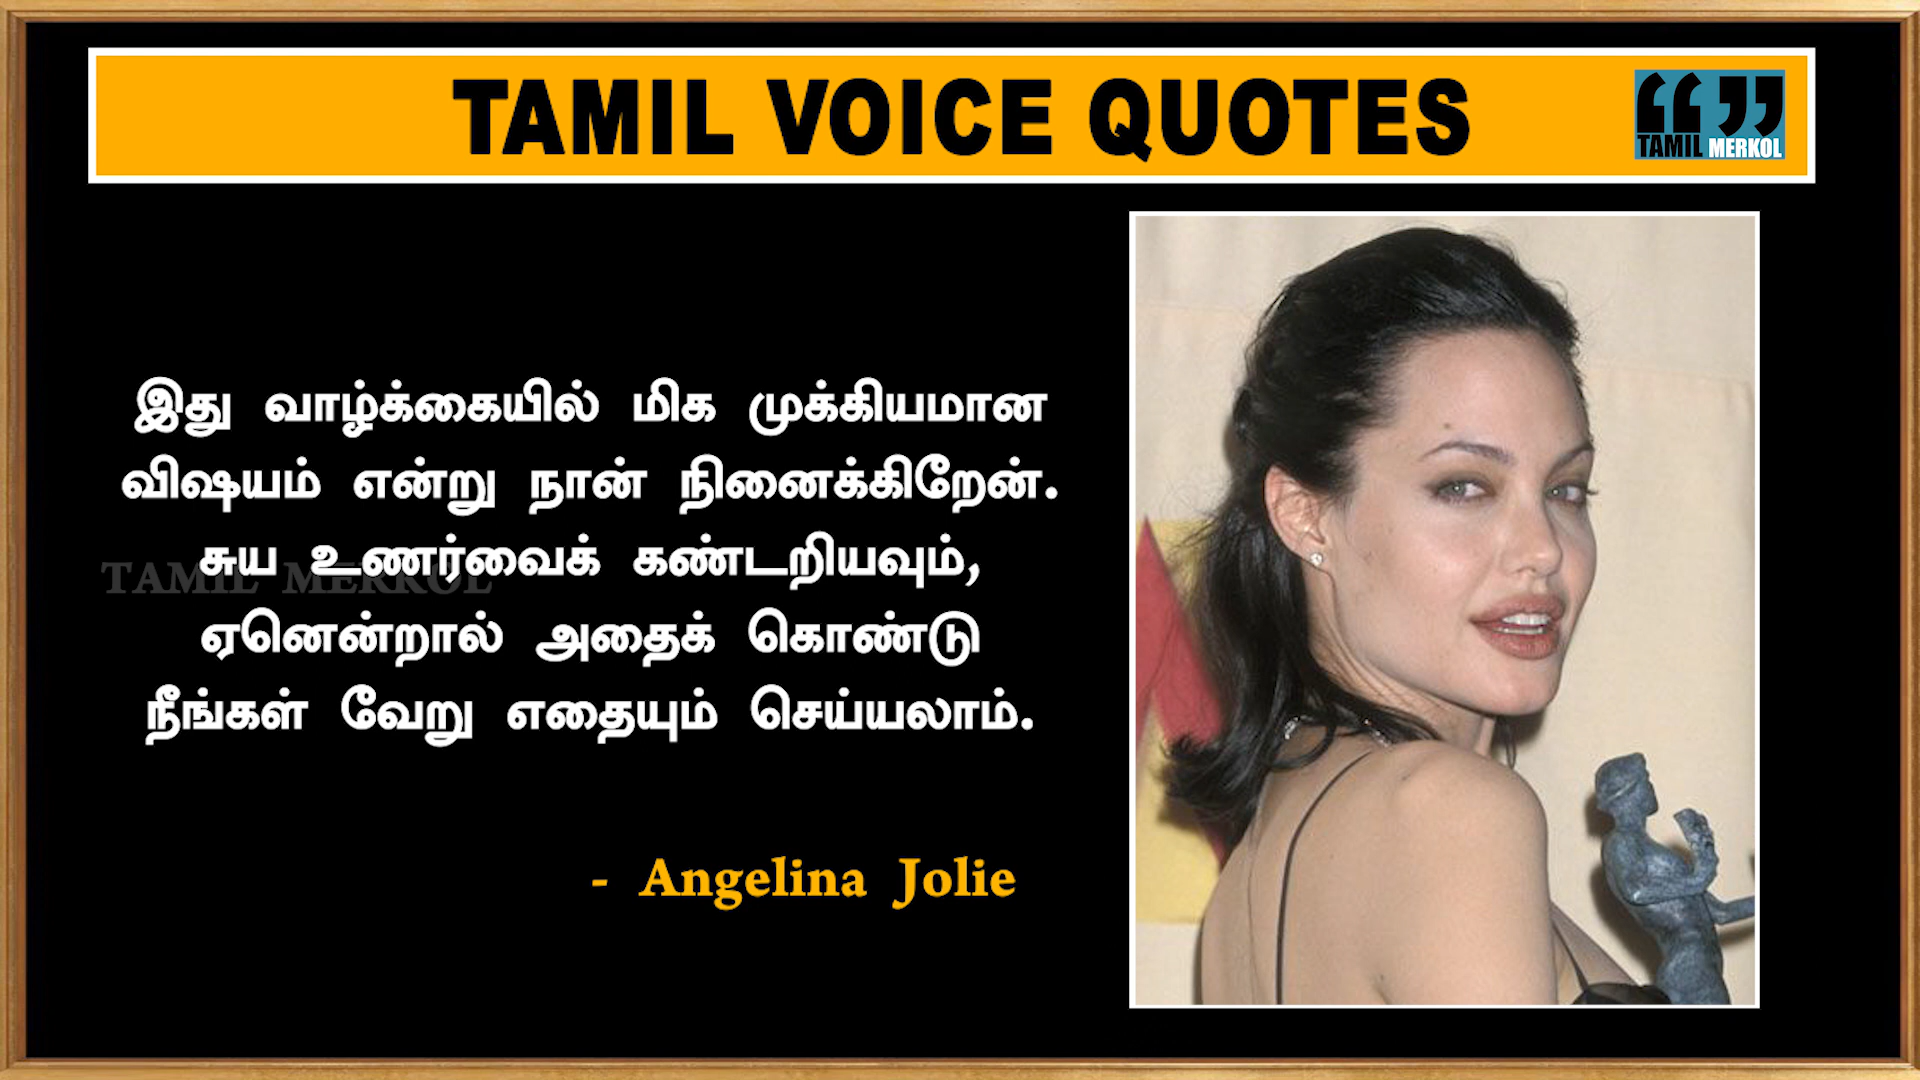 TAMIL VOICE QUOTES
TAMIL MERKOL
இது வாழ்க்கையில் மிக முக்கியமான
விஷயம் என்று நான் நினைக்கிறேன்.
சுய உணர்வைக் கண்டறியவும்,
TAMIL MERKOL
ஏனென்றால் அதைக் கொண்டு
நீங்கள் வேறு எதையும் செய்யலாம்.
- Angelina Jolie